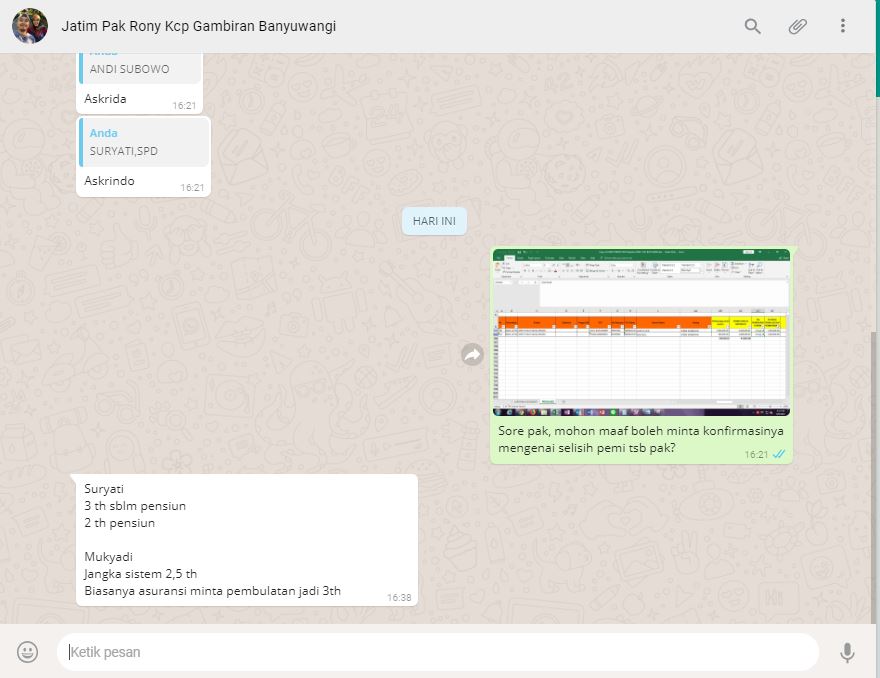 Jatim Pak Rony Kcp Gambiran Banyuwangi
Anda
ANDI SUBOWO
Askrida
16:21
Anda
SURYATI,SPD
Askrindo
16:21
HARI INI
Sore pak, mohon maaf boleh minta konfirmasinya
mengenai selisih pemi tsb pak?
16:21
Suryati
3 th sblm pensiun
2 th pensiun
Mukyadi
Jangka sistem 2,5 th
Biasanya asuransi minta pembulatan jadi 3th
16:38
Ketik pesan